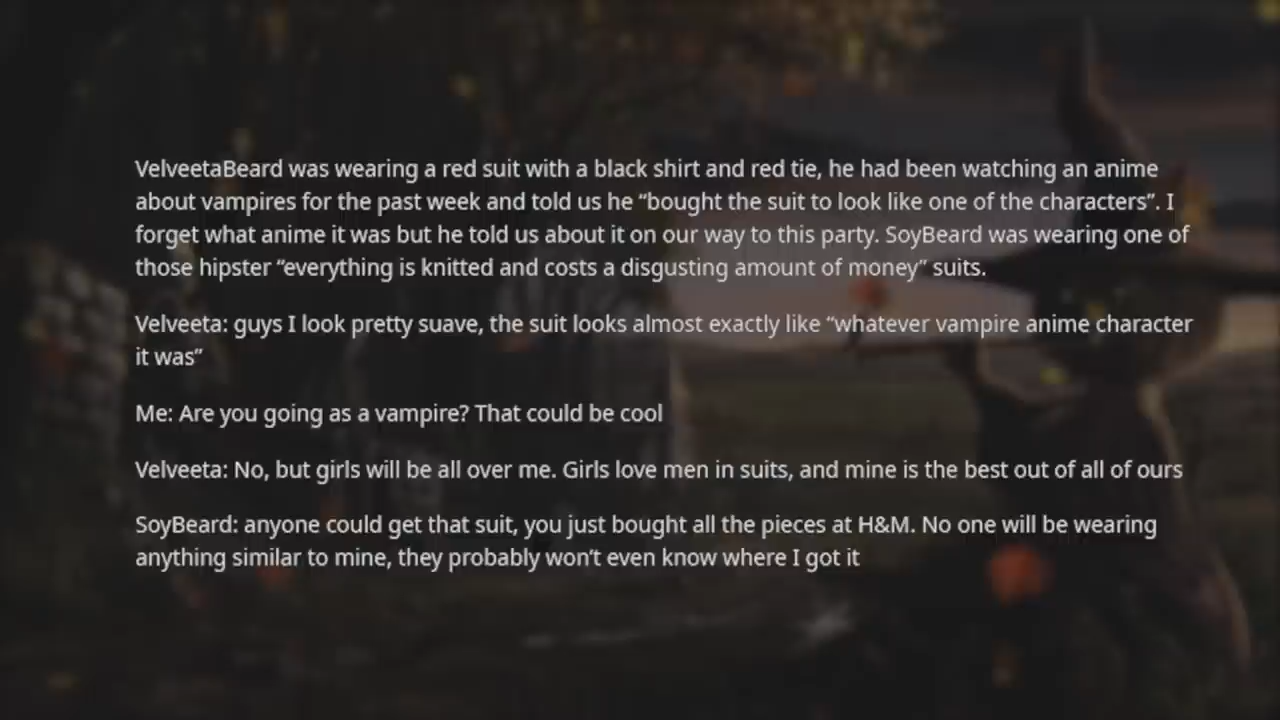 VelveetaBeard was wearing a red suit with a black shirt and red tie, he had been watching an anime
about vampires for the past week and told us he “bought the suit to look like one of the characters”. I
forget what anime it was but he told us about it on our way to this party. SoyBeard was wearing one of
those hipster “everything is knitted and costs a disgusting amount of money” suits.
Velveeta: guys I look pretty suave, the suit looks almost exactly like “whatever vampire anime character
it was”
Me: Are you going as a vampire? That could be cool
Velveeta: No, but girls will be all over me. Girls love men in suits, and mine is the best out of all of ours
SoyBeard: anyone could get that suit, you just bought all the pieces at H&M. No one will be wearing
anything similar to mine, they probably won’t even know where I got it